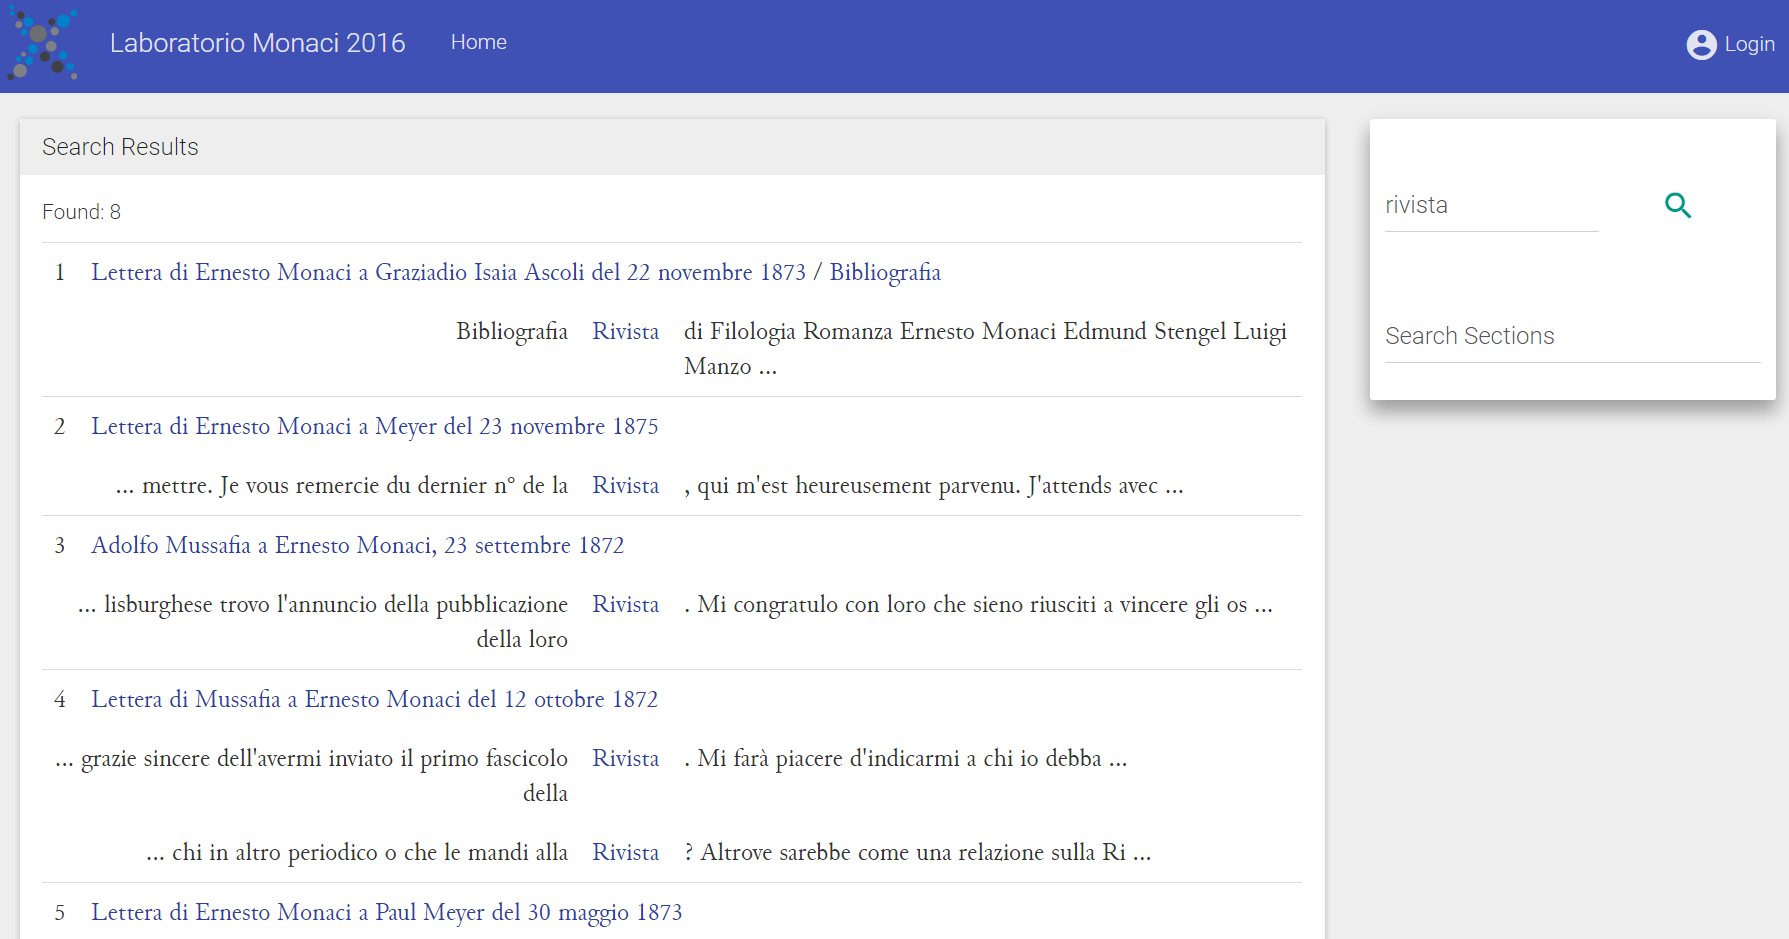 Laboratorio Monaci 2016
Home
Login
Search Results
Found: 8
1 Lettera di Ernesto Monaci a Graziadio Isaia Ascoli del 22 novembre 1873 / Bibliografia
Bibliografia Rivista di Filologia Romanza Ernesto Monaci Edmund Stengel Luigi
Manzo ...
2 Lettera di Ernesto Monaci a Meyer del 23 novembre 1875
... mettre. Je vous remercie du dernier n° de la Rivista , qui m'est heureusement parvenu. J'attends avec ...
3 Adolfo Mussafia a Ernesto Monaci, 23 settembre 1872
... lisburghese trovo l'annuncio della pubblicazione Rivista . Mi congratulo con loro che sieno riusciti a vincere gli os ...
della loro
4 Lettera di Mussafia a Ernesto Monaci del 12 ottobre 1872
... grazie sincere dell'avermi inviato il primo fascicolo Rivista . Mi farà piacere d'indicarmi a chi io debba ...
della
... chi in altro periodico o che le mandi alla Rivista ? Altrove sarebbe come una relazione sulla Ri ...
5 Lettera di Ernesto Monaci a Paul Meyer del 30 maggio 1873
rivista
Search Sections